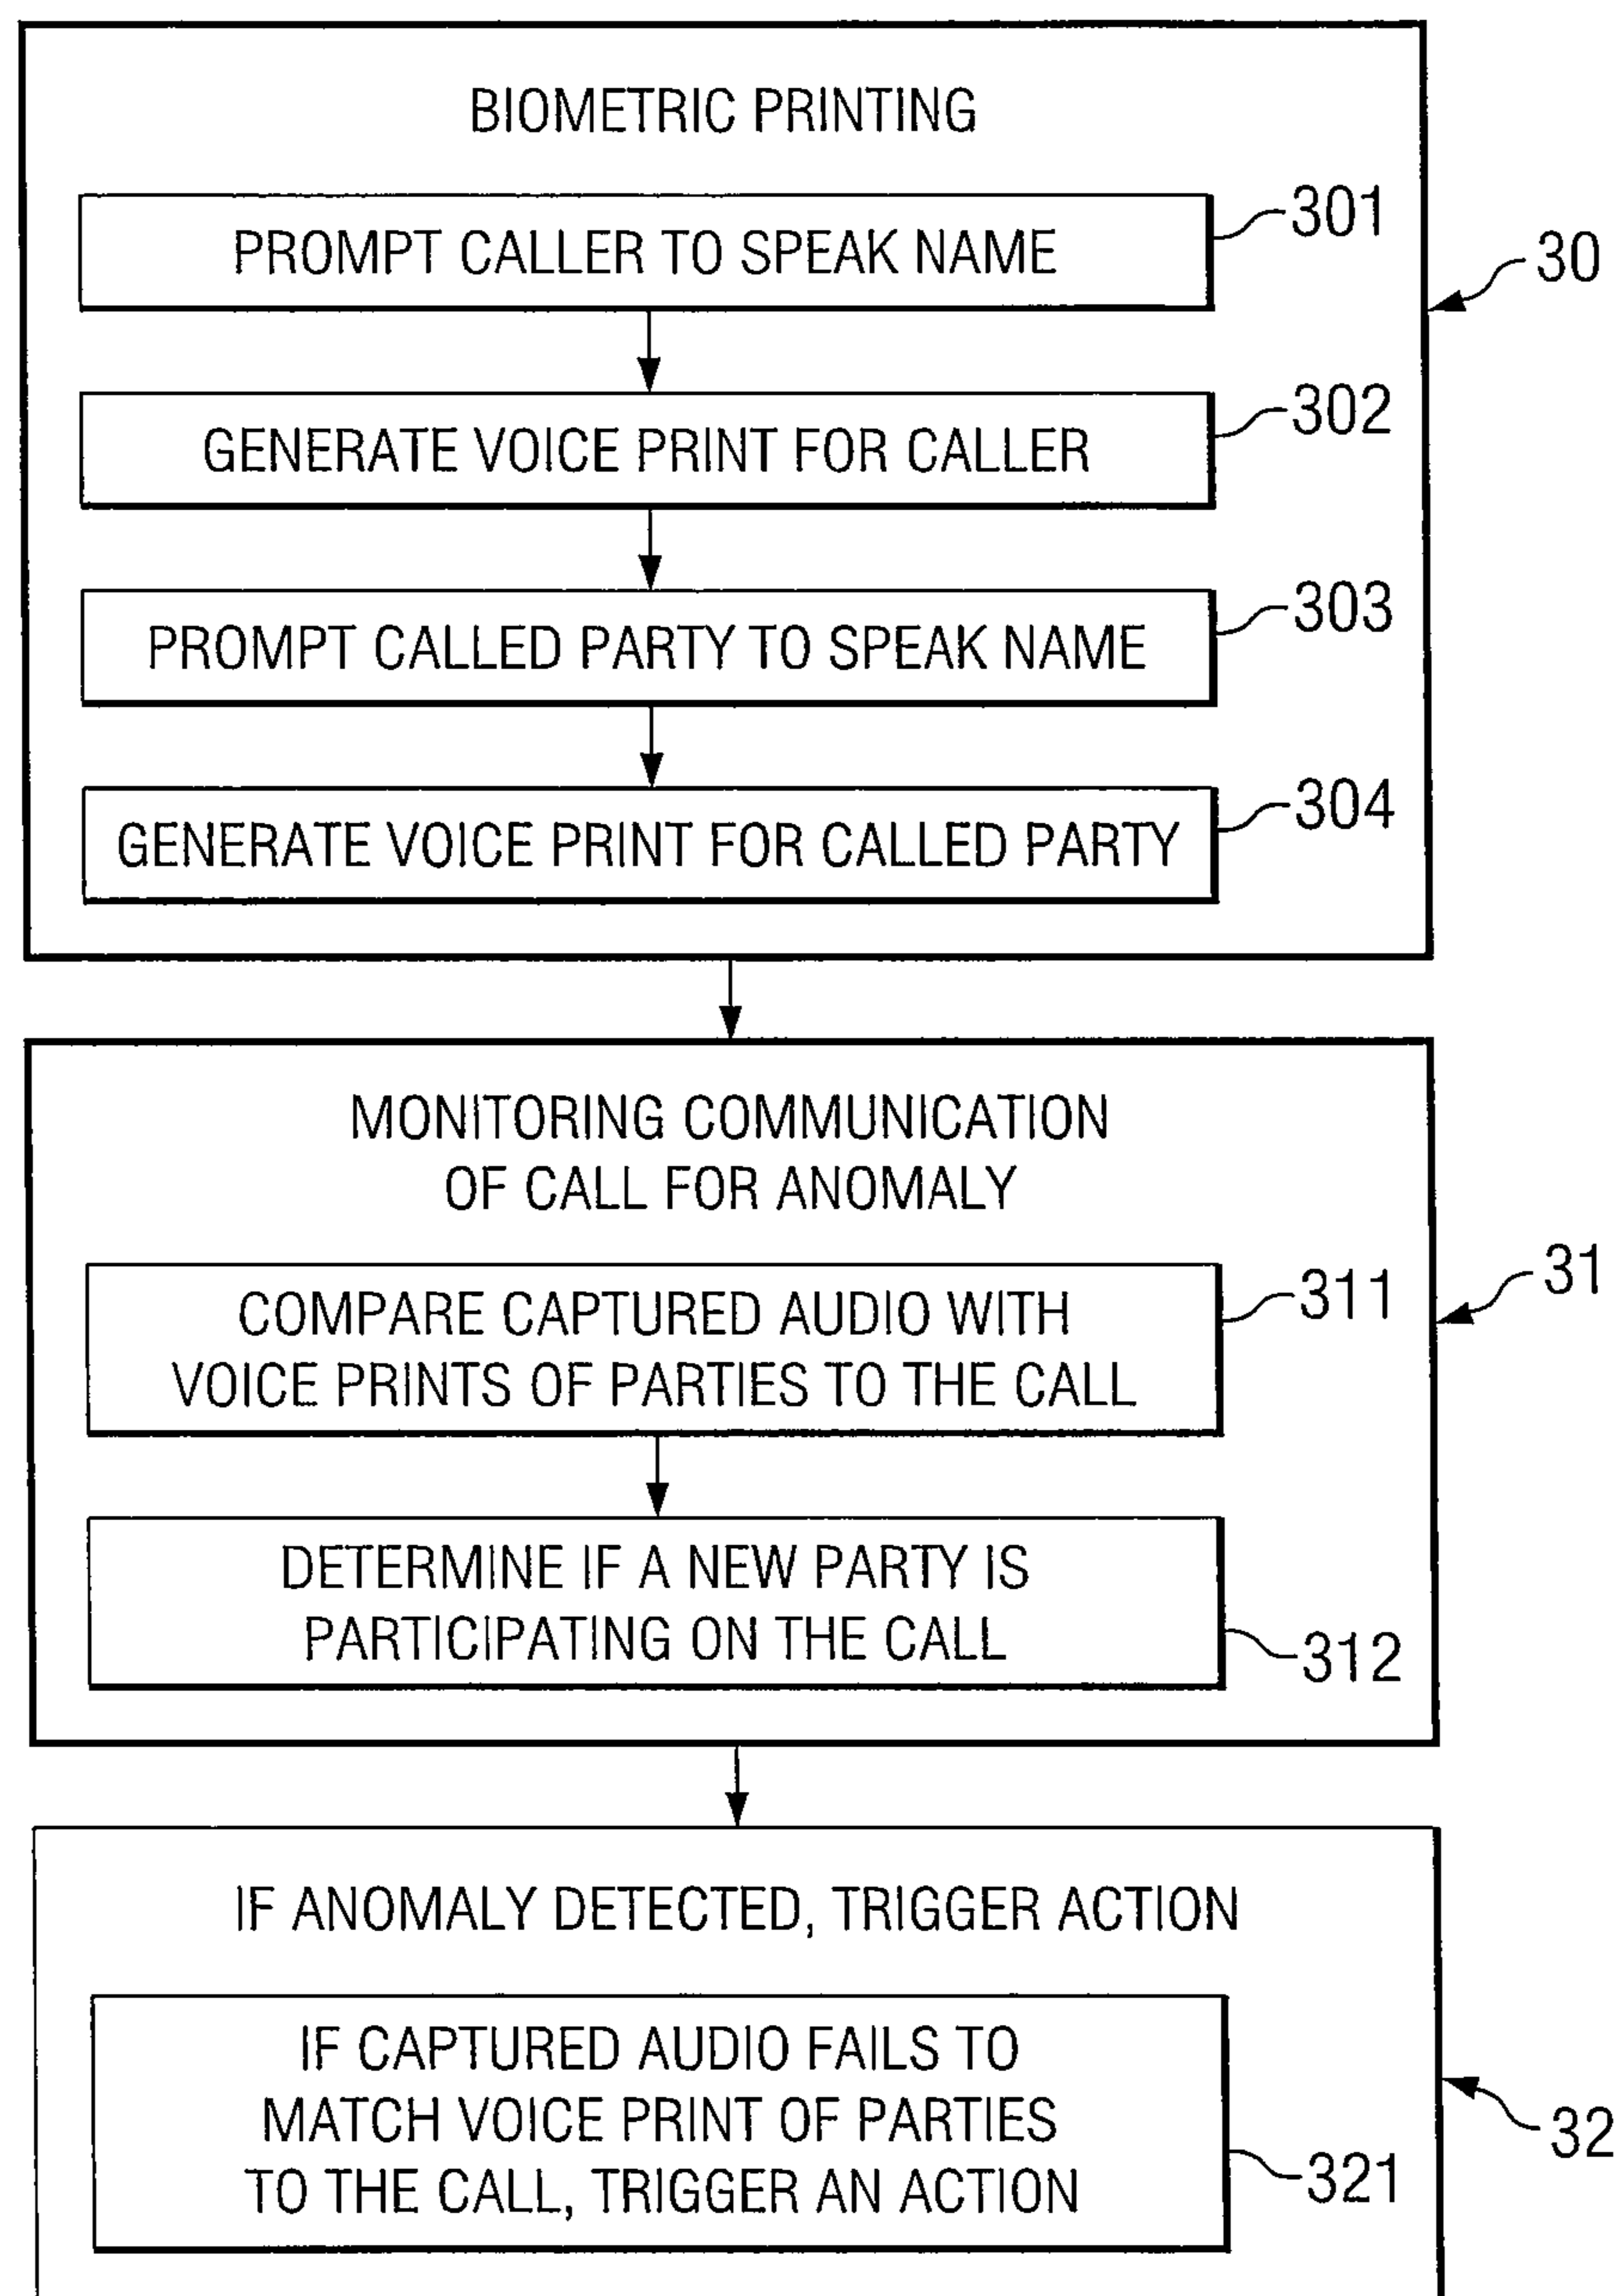 BIOMETRIC PRINTING
PROMPT CALLER TO SPEAK NAME
301
30
GENERATE VOICE PRINT FOR CALLER
302
PROMPT CALLED PARTY TO SPEAK NAME
303
GENERATE VOICE PRINT FOR CALLED PARTY
304
MONITORING COMMUNICATION
OF CALL FOR ANOMALY
31
COMPARE CAPTURED AUDIO WITH
VOICE PRINTS OF PARTIES TO THE CALL
311
DETERMINE IF A NEW PARTY IS
PARTICIPATING ON THE CALL
312
IF ANOMALY DETECTED, TRIGGER ACTION
IF CAPTURED AUDIO FAILS TO
MATCH VOICE PRINT OF PARTIES
TO THE CALL, TRIGGER AN ACTION
32
321